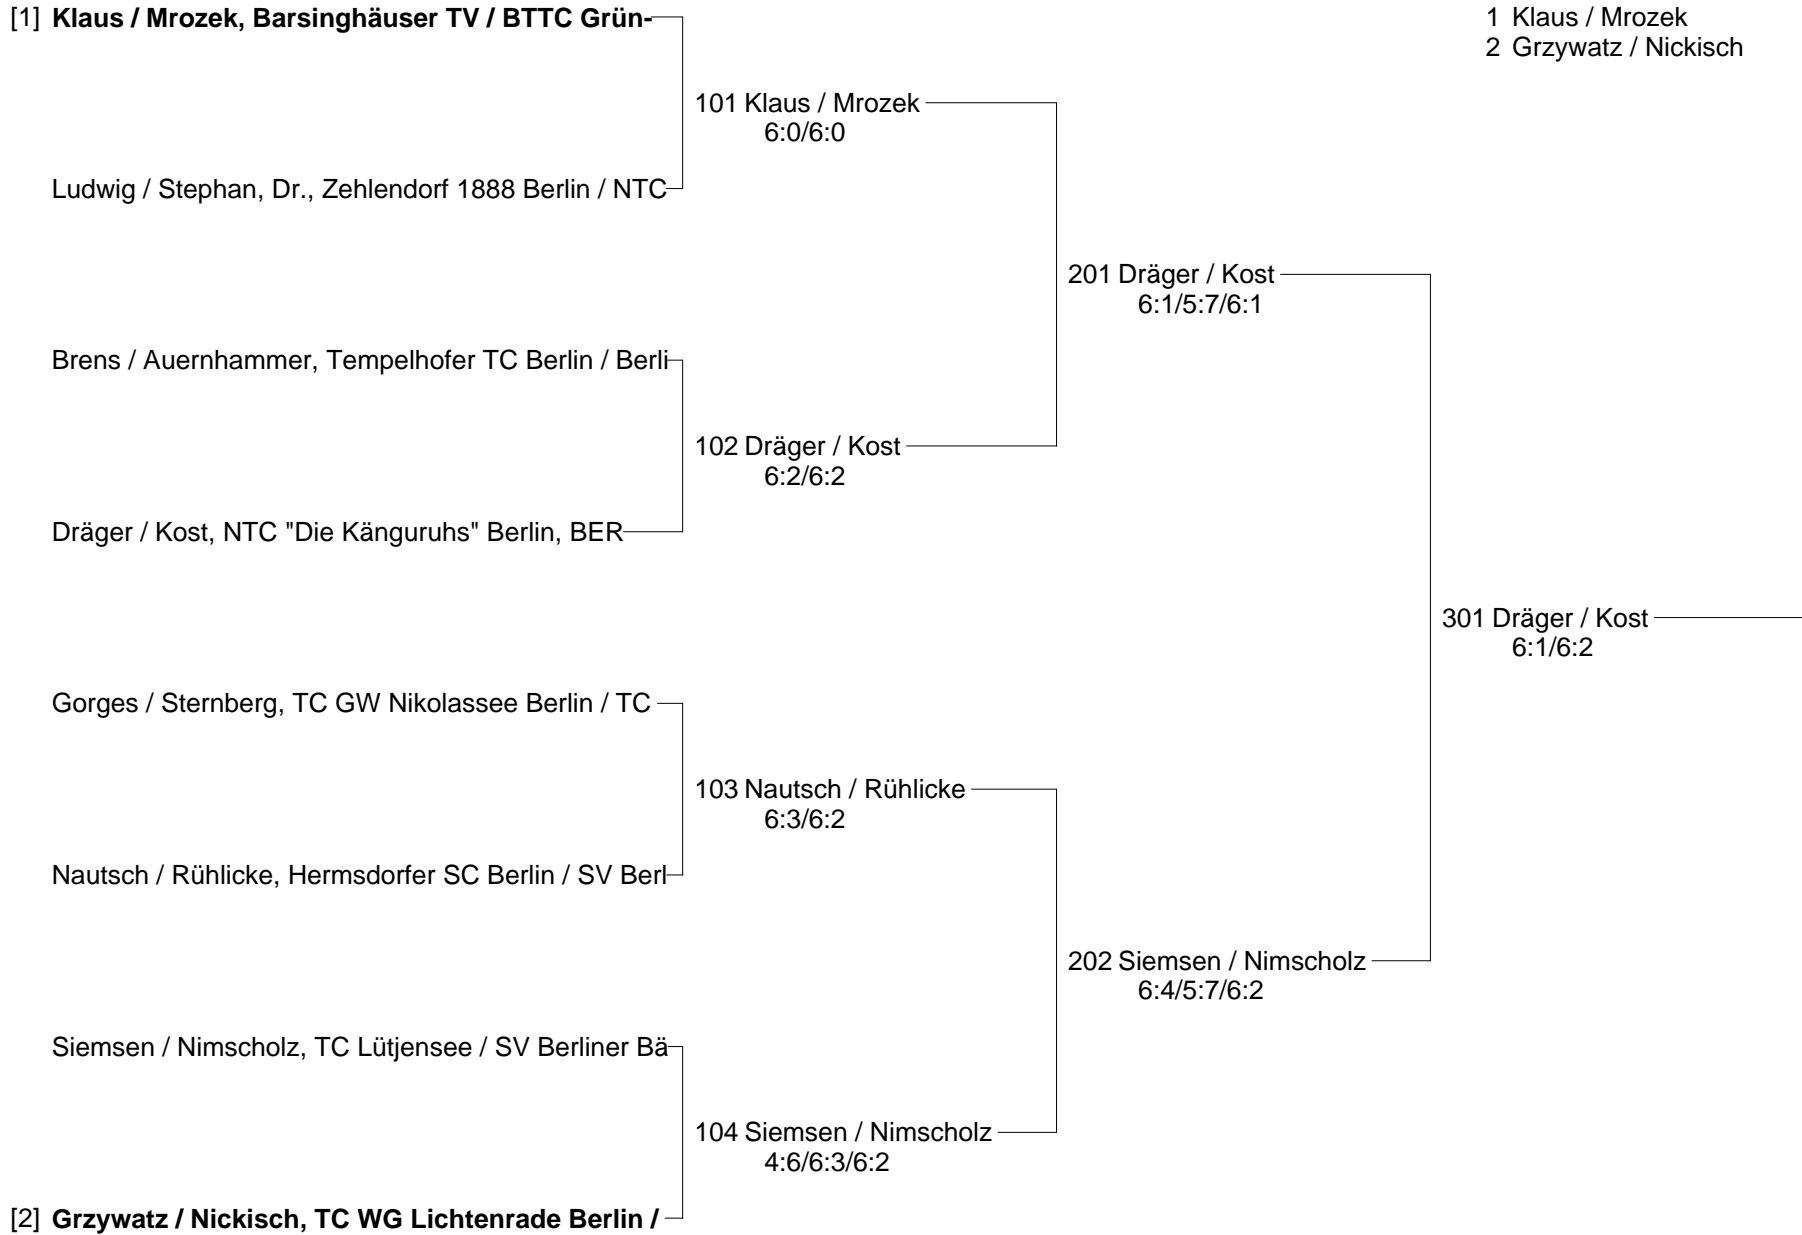 [1] Klaus / Mrozek, Barsinghäuser TV / BTTC Grün-
1 Klaus / Mrozek
2 Grzywatz / Nickisch
101 Klaus / Mrozek
6:0/6:0
Ludwig / Stephan, Dr., Zehlendorf 1888 Berlin / NTC
201 Dräger / Kost
6:1/5:7/6:1
Brens / Auernhammer, Tempelhofer TC Berlin / Berli
102 Dräger / Kost
6:2/6:2
Dräger / Kost, NTC "Die Känguruhs" Berlin, BER
301 Dräger / Kost
6:1/6:2
Gorges / Sternberg, TC GW Nikolassee Berlin / TC
103 Nautsch / Rühlicke
6:3/6:2
Nautsch / Rühlicke, Hermsdorfer SC Berlin / SV Berl
202 Siemsen / Nimscholz
6:4/5:7/6:2
Siemsen / Nimscholz, TC Lütjensee / SV Berliner Bä
104 Siemsen / Nimscholz
4:6/6:3/6:2
[2] Grzywatz / Nickisch, TC WG Lichtenrade Berlin /